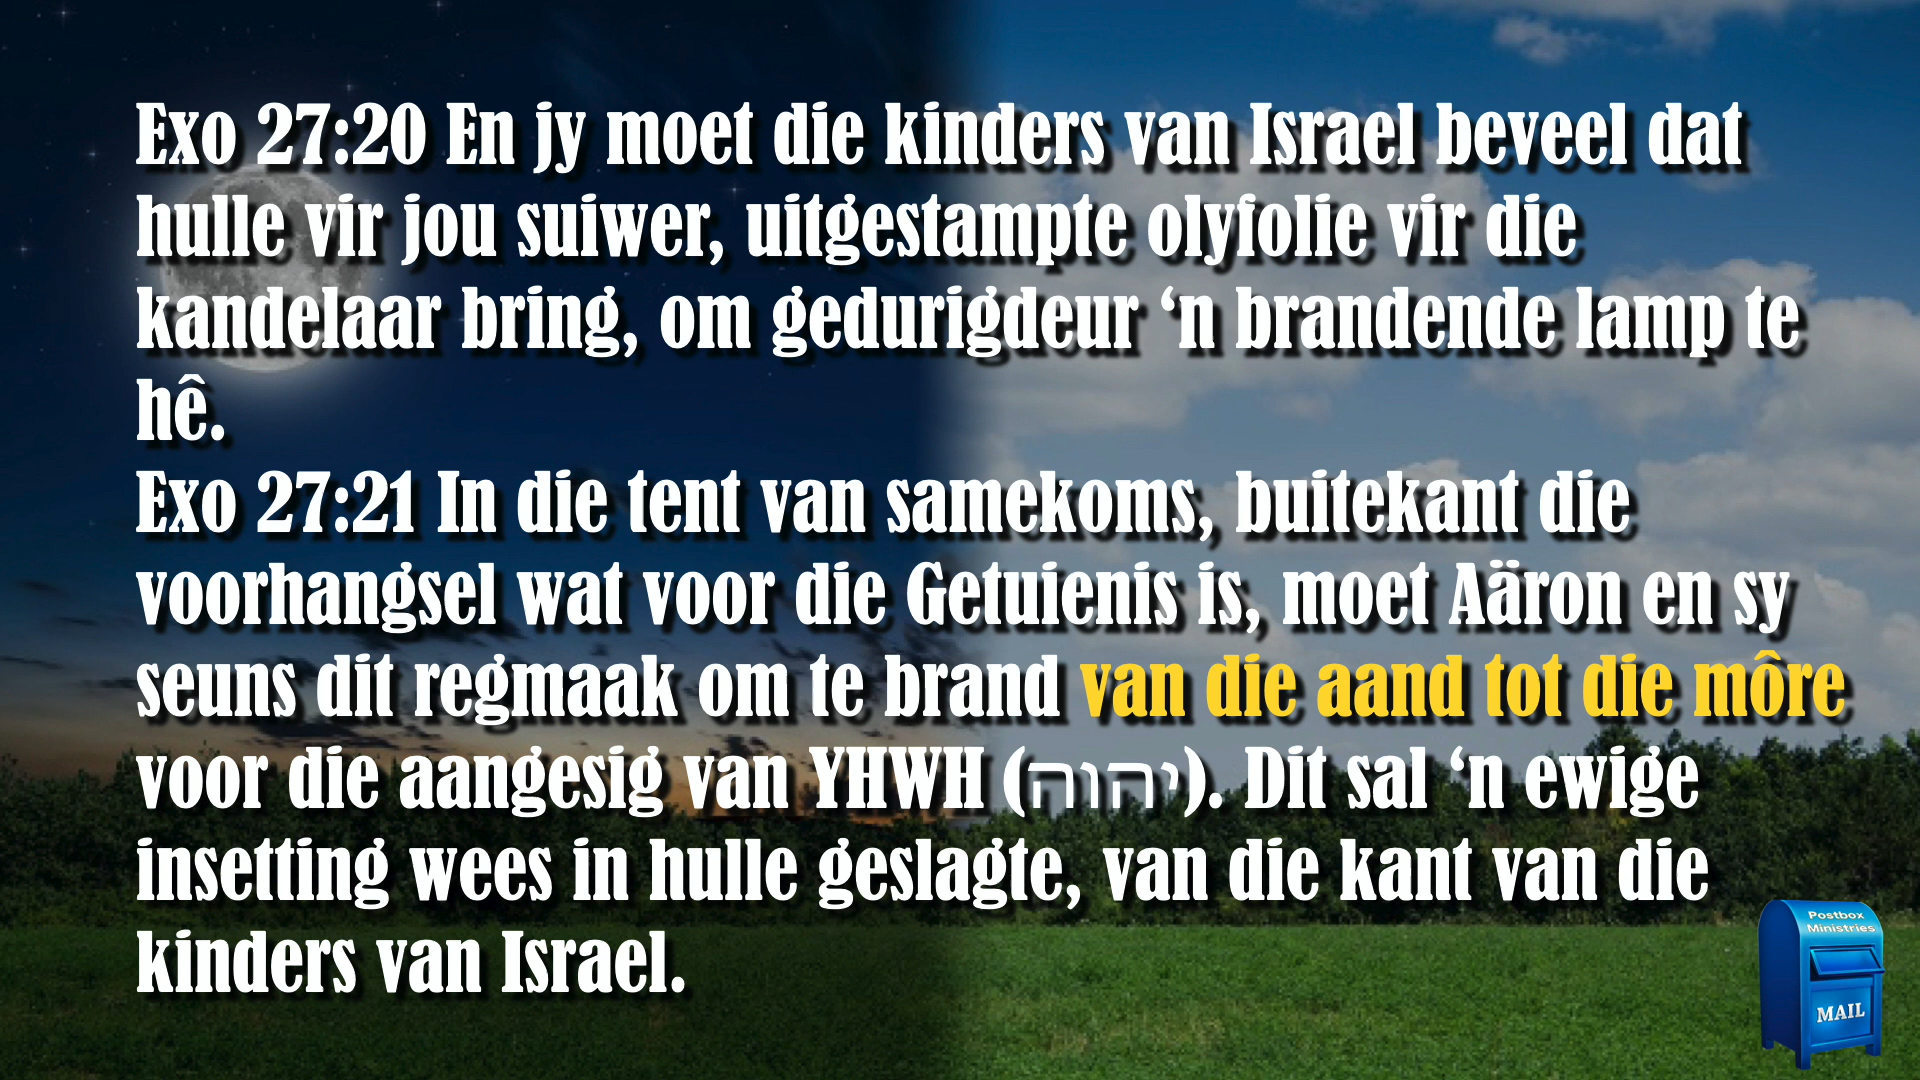 Exo 27:20 En jy moet die kinders van Israel beveel dat
hulle vir jou suiwer, uitgestampte olyfolie vir die
kandelaar bring, om gedurigdeur ‘n brandende lamp te
hê.
Exo 27:21 In die tent van samekoms, buitekant die
voorhangsel wat voor die Getuienis is, moet Aäron en sy
seuns dit regmaak om te brand van die aand tot die môre
voor die aangesig van YHWH (יהוה). Dit sal ‘n ewige
insetting wees in hulle geslagte, van die kant van die
kinders van Israel.
Postbox
Ministries
MAIL